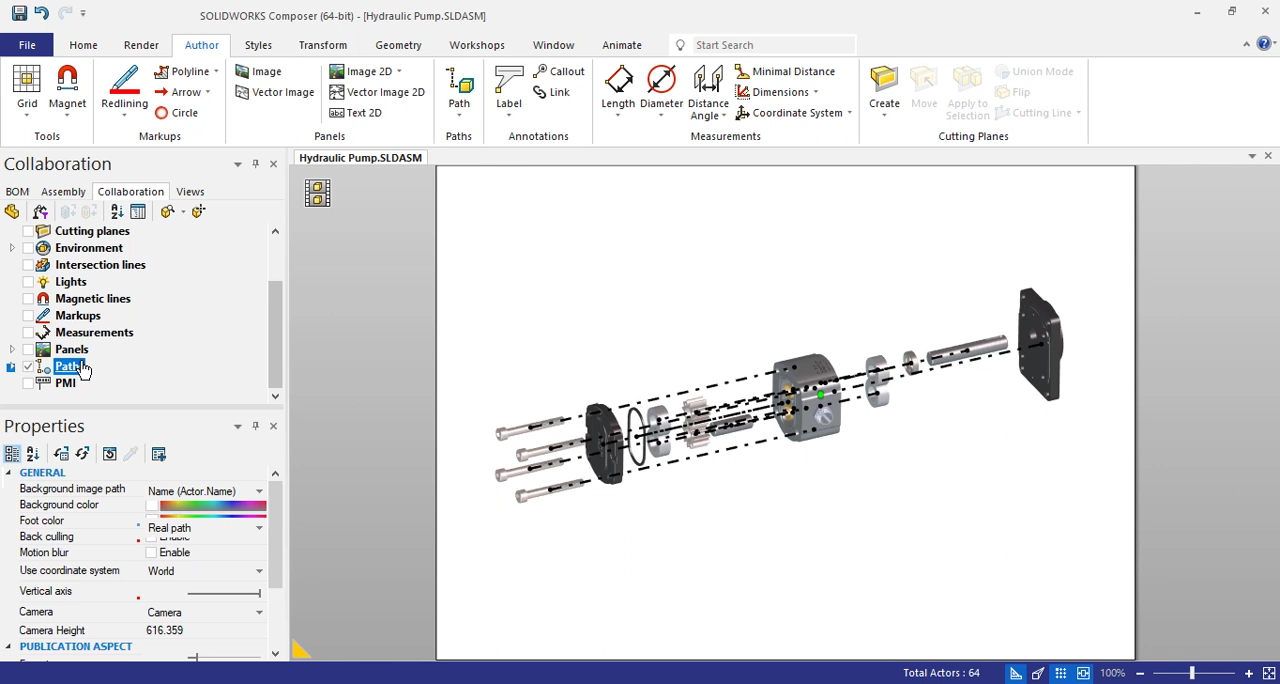 SOLIDWORKS Composer (64-bit) - [Hydraulic Pump.SLDASM]
File Home Render Author Styles Transform Geometry Workshops Window Animate Start Search
Grid Magnet Redlining Polyline Arrow Circle Image Vector Image Image 2D Vector Image 2D Text 2D Path Label Callout Link Length Diameter Distance Angle Minimal Distance Dimensions Coordinate System Create Move Apply to Selection Union Mode Flip Cutting Line
Tools Markups Panels Paths Annotations Measurements Cutting Planes
Collaboration
Hydraulic Pump.SLDASM
BOM Assembly Collaboration Views
Cutting planes
Environment
Intersection lines
Lights
Magnetic lines
Markups
Measurements
Panels
PMI
Properties
GENERAL
Background image path Name (Actor.Name)
Background color
Foot color
Real path
Back culling
Motion blur Enable
Use coordinate system World
Vertical axis
Camera Camera
Camera Height 616.359
PUBLICATION ASPECT
Total Actors : 64 100%